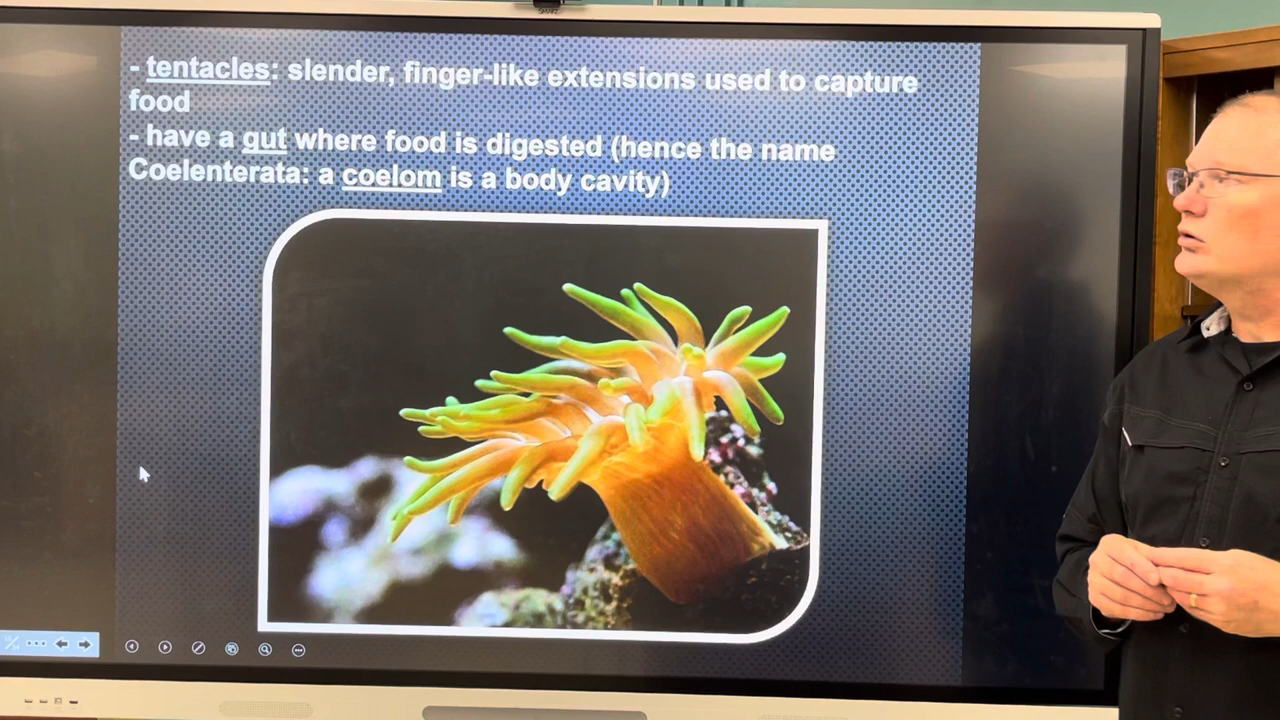 - tentacles: slender, finger-like extensions used to capture
food
- have a gut where food is digested (hence the name
Coelenterata: a coelom is a body cavity)